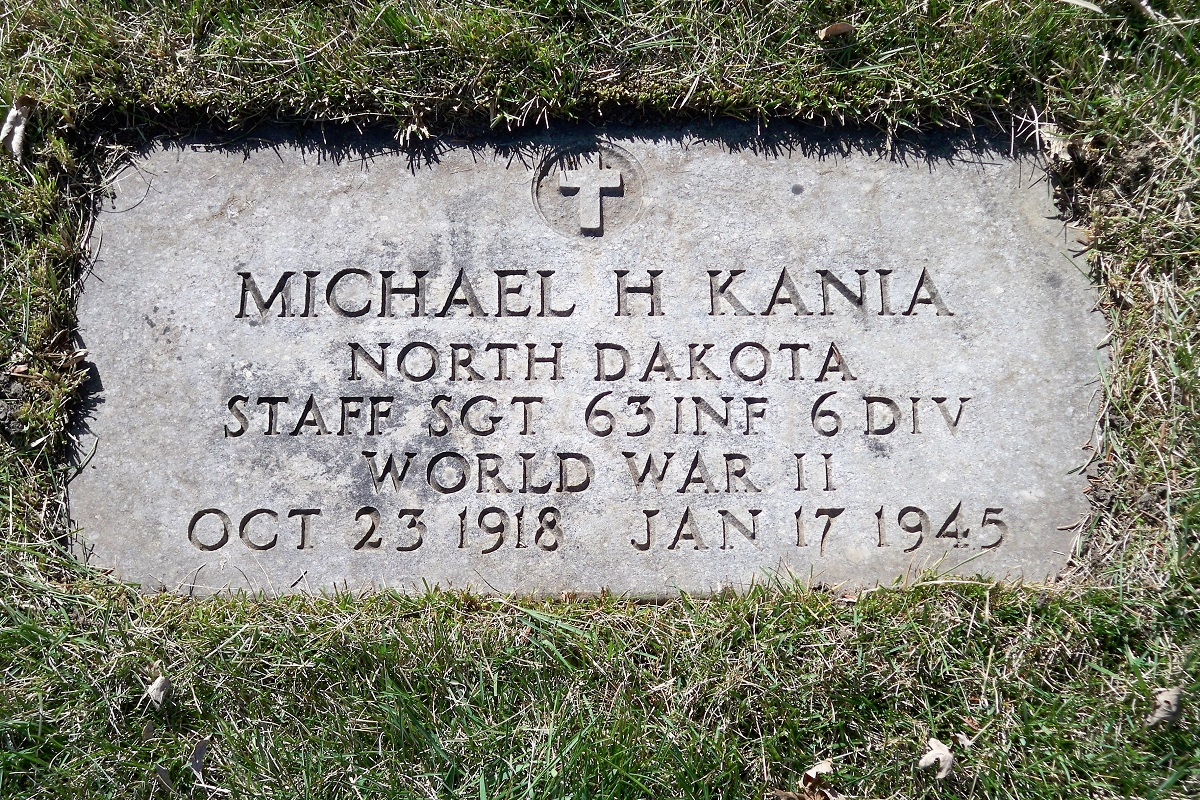 MICHAEL H KANIA
NORTH DAKOTA
STAFF SGT 63 INF 6 DIV
WORLD WAR II
OCT 23 1918 JAN 17 1945